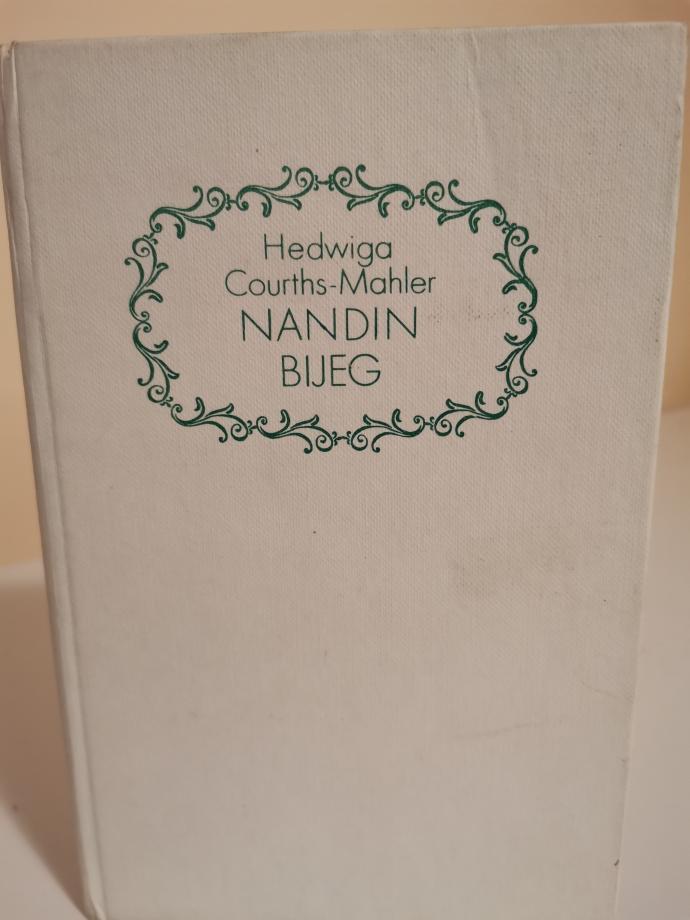 Hedwiga
Courths-Mahler
NANDIN
BIJEG